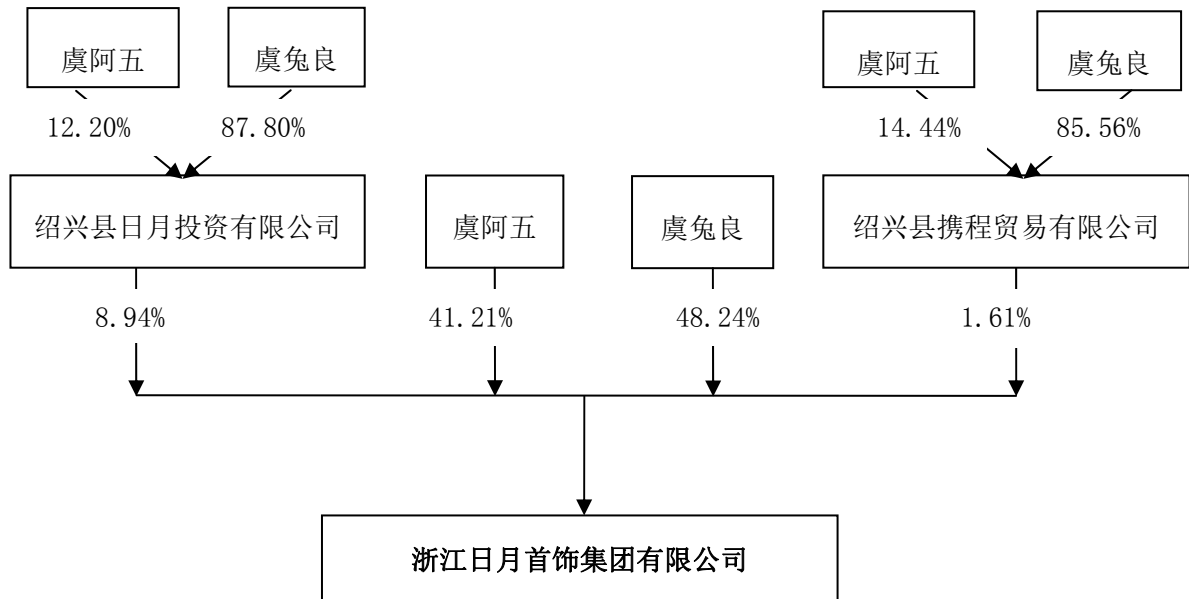 虞阿五 虞兔良 虞阿五 虞兔良
12.20% 87.80% 14.44% 85.56%
绍兴县日月投资有限公司 虞阿五 虞兔良 绍兴县携程贸易有限公司
8.94% 41.21% 48.24% 1.61%
浙江日月首饰集团有限公司